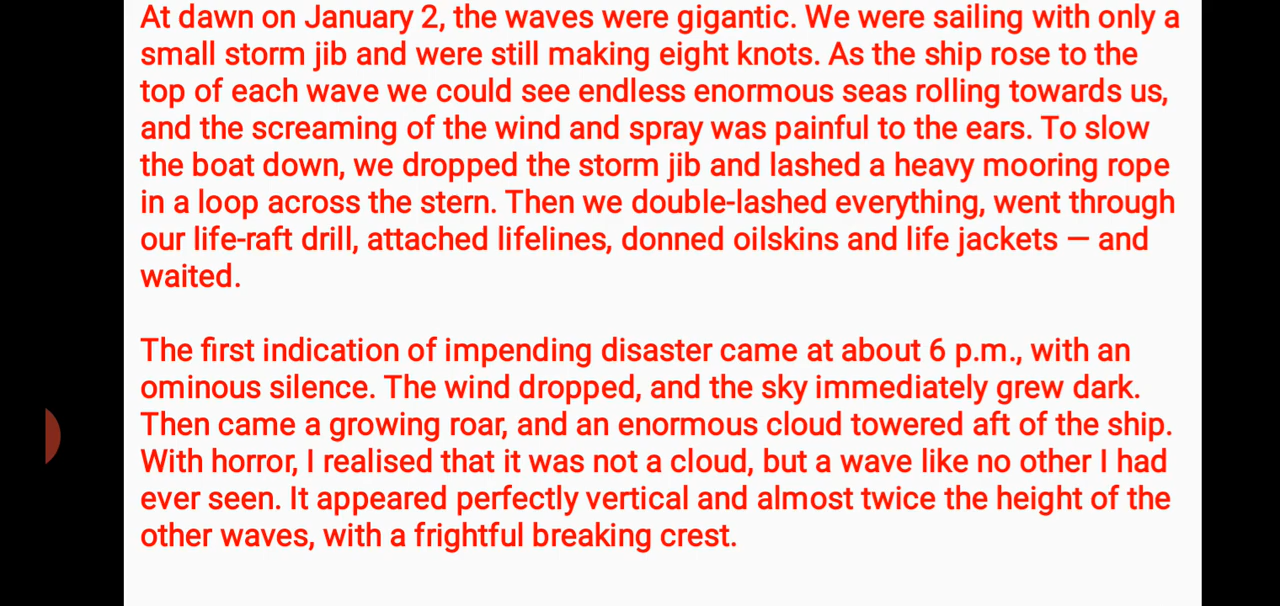 At dawn on January 2, the waves were gigantic. We were sailing with only a
small storm jib and were still making eight knots. As the ship rose to the
top of each wave we could see endless enormous seas rolling towards us,
and the screaming of the wind and spray was painful to the ears. To slow
the boat down, we dropped the storm jib and lashed a heavy mooring rope
in a loop across the stern. Then we double-lashed everything, went through
our life-raft drill, attached lifelines, donned oilskins and life jackets — and
waited.

The first indication of impending disaster came at about 6 p.m., with an
ominous silence. The wind dropped, and the sky immediately grew dark.
Then came a growing roar, and an enormous cloud towered aft of the ship.
With horror, I realised that it was not a cloud, but a wave like no other I had
ever seen. It appeared perfectly vertical and almost twice the height of the
other waves, with a frightful breaking crest.